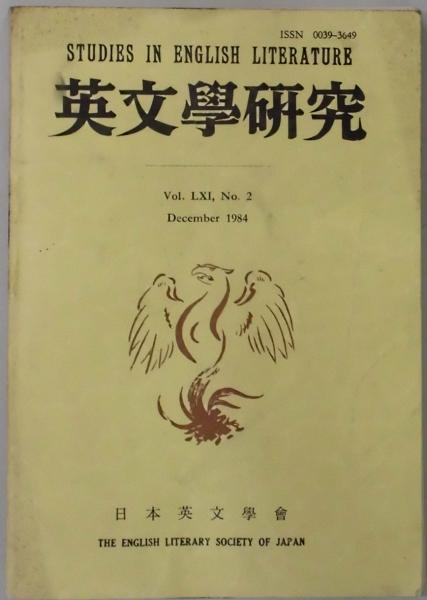 ISSN 0039-3649
STUDIES IN ENGLISH LITERATURE
英文學研究
Vol. LXI, No. 2
December 1984
日本英文學會
THE ENGLISH LITERARY SOCIETY OF JAPAN